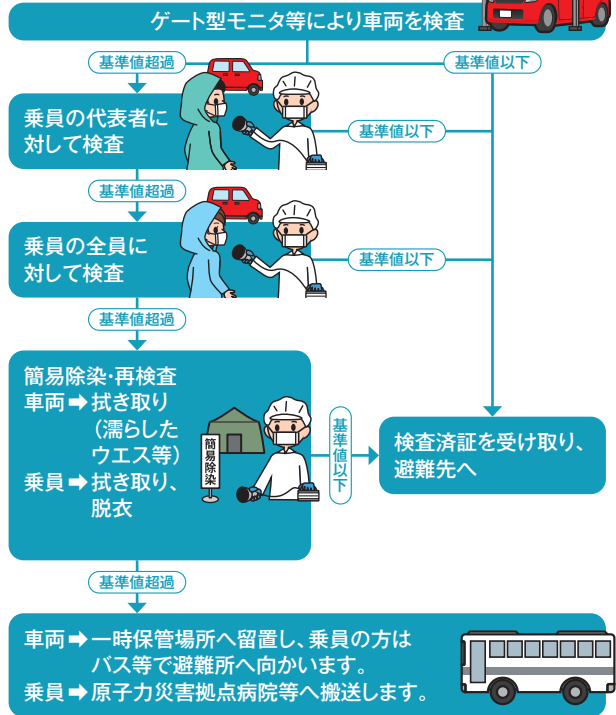 ゲート型モニタ等により車両を検査
基準値超過
基準値以下
乗員の代表者に
対して検査
基準値以下
基準値超過
乗員の全員に
対して検査
基準値以下
基準値超過
簡易除染・再検査
車両➡拭き取り
（濡らした
ウエス等）
乗員➡拭き取り、
脱衣
簡易除染
基準値以下
検査済証を受け取り、
避難先へ
基準値超過
車両➡一時保管場所へ留置し、乗員の方は
バス等で避難所へ向かいます。
乗員➡原子力災害拠点病院等へ搬送します。